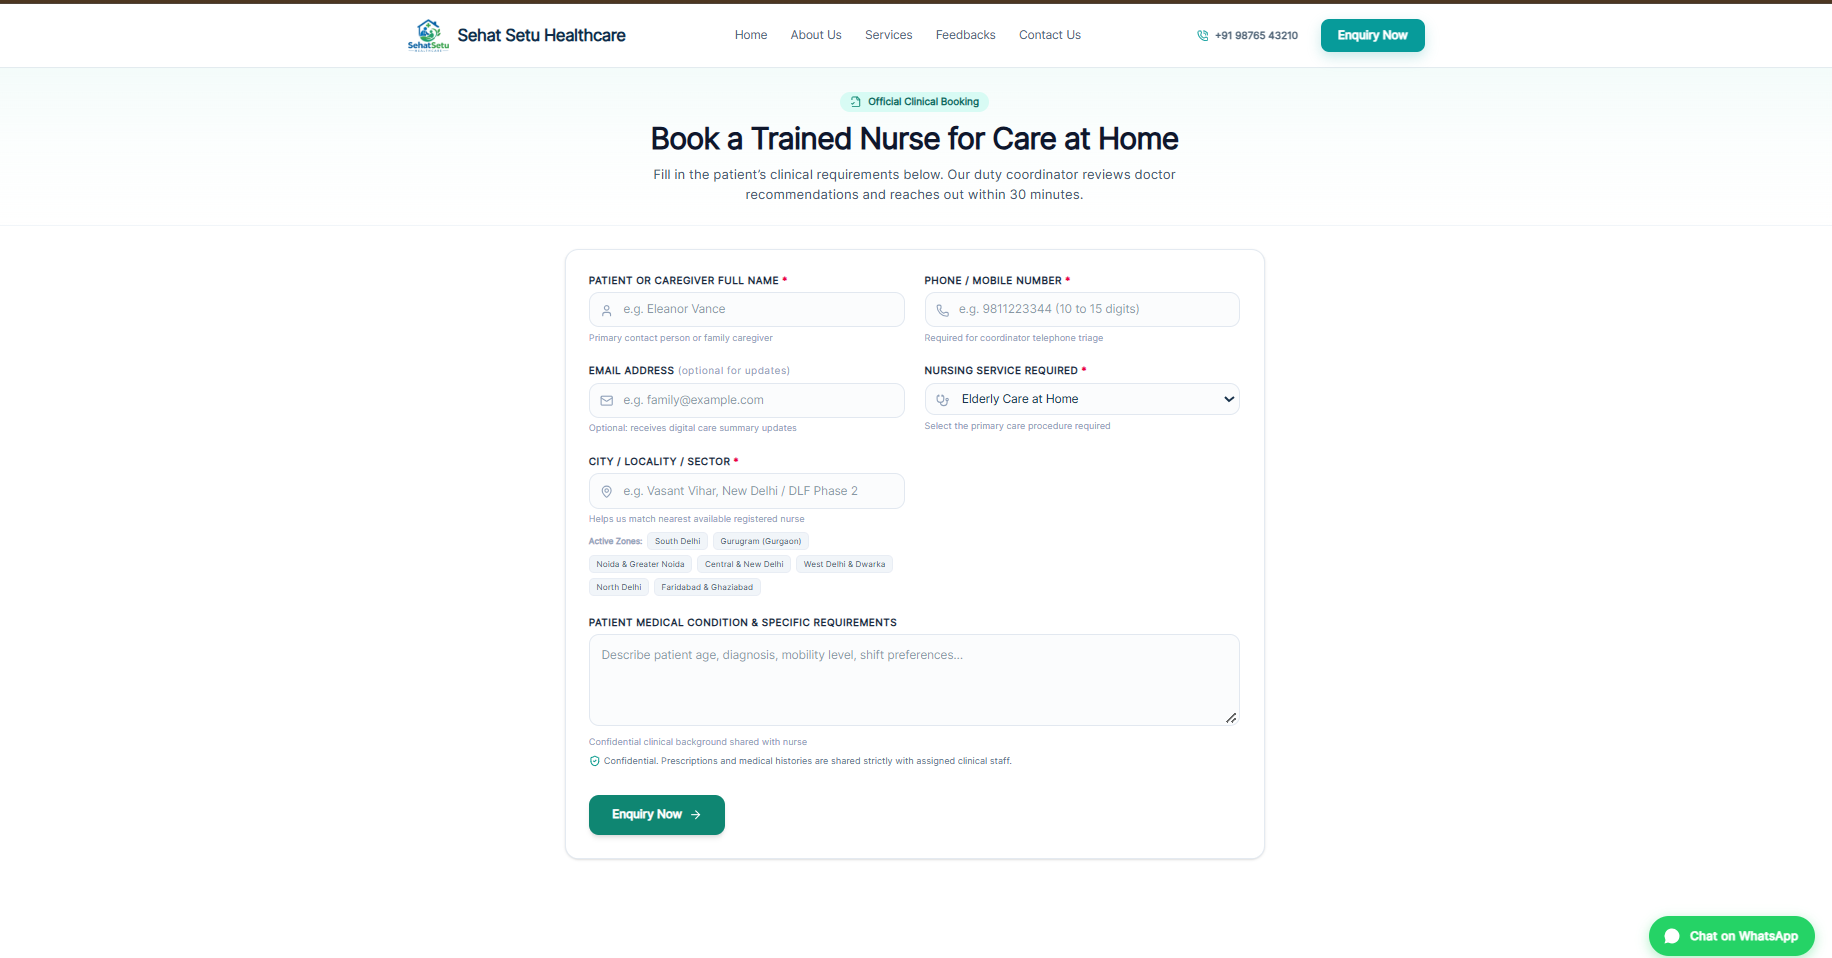 SehatSetu
HEALTHCARE
Sehat Setu Healthcare
Home
About Us
Services
Feedbacks
Contact Us
+91 98765 43210
Enquiry Now
Official Clinical Booking
Book a Trained Nurse for Care at Home
Fill in the patient’s clinical requirements below. Our duty coordinator reviews doctor
recommendations and reaches out within 30 minutes.
PATIENT OR CAREGIVER FULL NAME *
e.g. Eleanor Vance
Primary contact person or family caregiver
PHONE / MOBILE NUMBER *
e.g. 9811223344 (10 to 15 digits)
Required for coordinator telephone triage
EMAIL ADDRESS (optional for updates)
e.g. family@example.com
Optional: receives digital care summary updates
NURSING SERVICE REQUIRED *
Elderly Care at Home
Select the primary care procedure required
CITY / LOCALITY / SECTOR *
e.g. Vasant Vihar, New Delhi / DLF Phase 2
Helps us match nearest available registered nurse
Active Zones: South Delhi Gurugram (Gurgaon)
Noida & Greater Noida Central & New Delhi West Delhi & Dwarka
North Delhi Faridabad & Ghaziabad
PATIENT MEDICAL CONDITION & SPECIFIC REQUIREMENTS
Describe patient age, diagnosis, mobility level, shift preferences...
Confidential clinical background shared with nurse
Confidential. Prescriptions and medical histories are shared strictly with assigned clinical staff.
Enquiry Now
Chat on WhatsApp